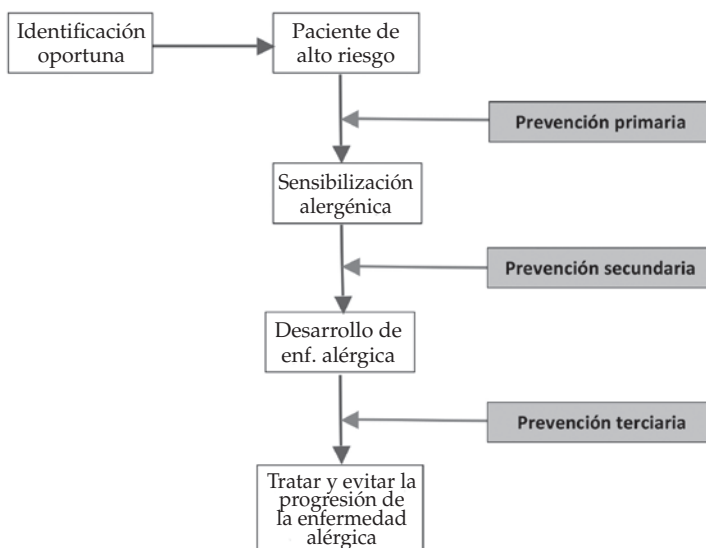 Identificación
oportuna
Paciente de
alto riesgo
Prevención primaria
Sensibilización
alergénica
Prevención secundaria
Desarrollo de
enf. alérgica
Prevención terciaria
Tratar y evitar la
progresión de
la enfermedad
alérgica